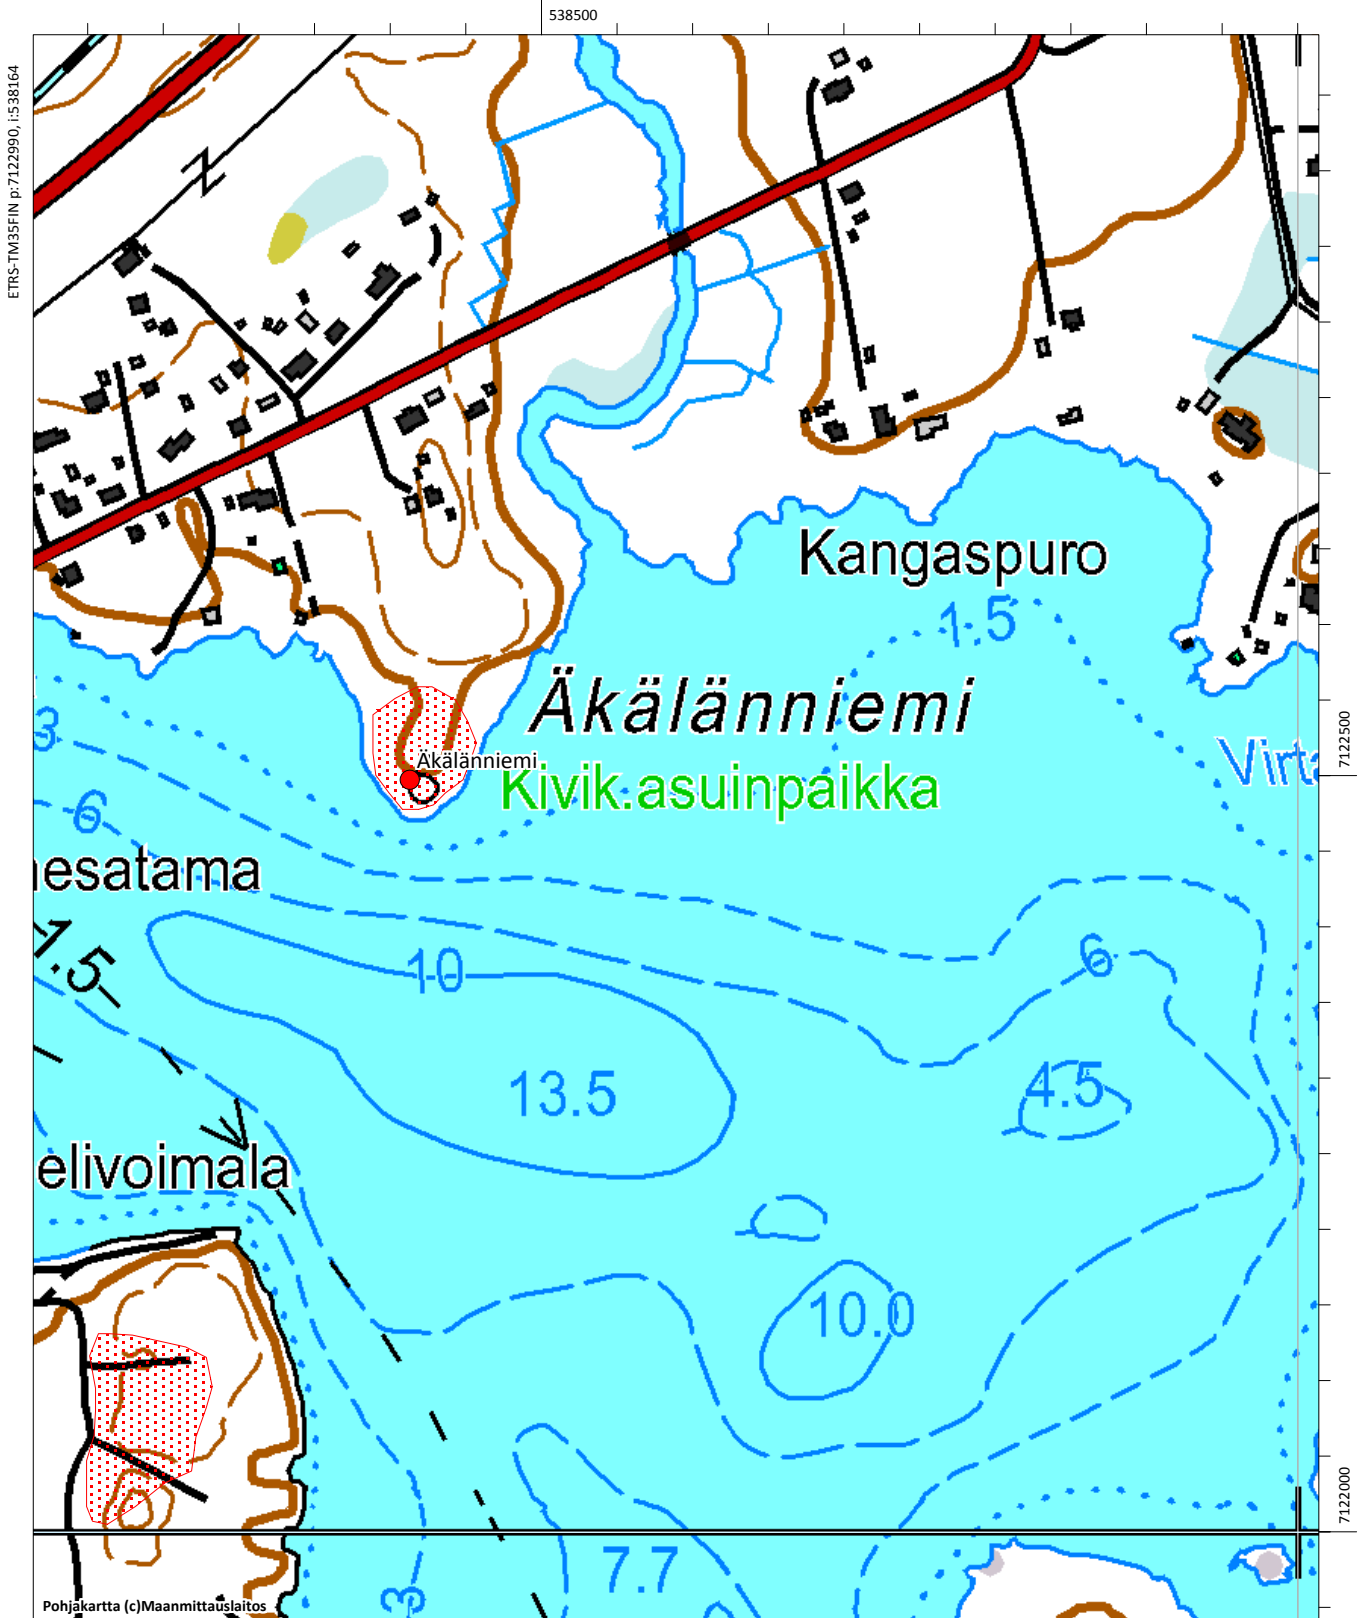 538500
ETRS-TM35FIN p:7122990, i:538164
Kangaspuro
1.5
Äkälänniemi
3
7122500
Virta
Äkälänniemi
Kivik.asuinpaikka
6
esatama
1.5
10
6
13.5
4.5
elivoimala
10.0
7122000
7.7
3
Pohjakartta (c)Maanmittauslaitos